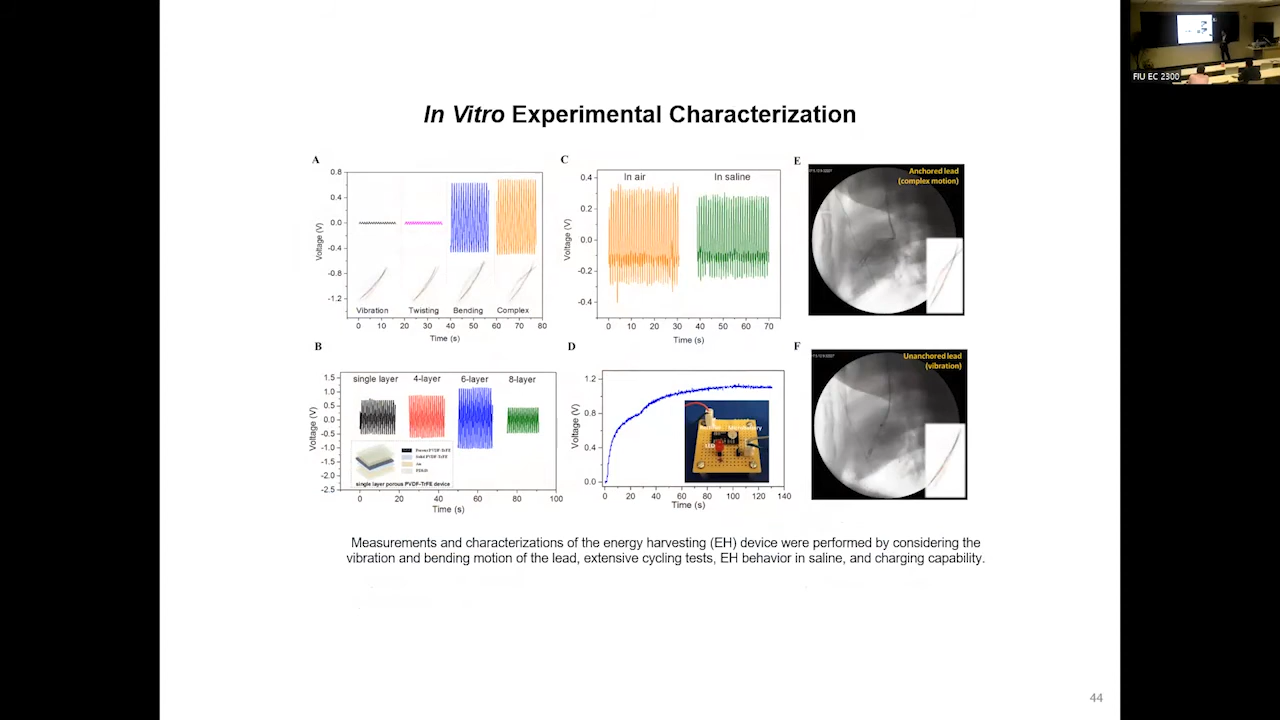 FIU EC 2300
In Vitro Experimental Characterization
A
0.8
0.4
0.0
-0.4
-0.8
-1.2
Voltage (V)
Vibration Twisting Bending Complex
0 10 20 30 40 50 60 70 80
Time (s)
B
single layer 4-layer 6-layer 8-layer
1.5
1.0
0.5
0.0
-0.5
-1.0
-1.5
-2.0
-2.5
Voltage (V)
Porous PVDF-TrFE
Solid PVDF-TrFE
Au
single layer porous PVDF-TrFE device
0 20 40 60 80 100
Time (s)
C
In air In saline
0.4
0.2
0.0
-0.2
-0.4
Voltage (V)
0 10 20 30 40 50 60 70
Time (s)
D
1.2
0.8
0.4
0.0
Voltage (V)
LED
0 20 40 60 80 100 120 140
Time (s)
E
Anchored lead
(complex motion)
F
Unanchored lead
(vibration)
Measurements and characterizations of the energy harvesting (EH) device were performed by considering the
vibration and bending motion of the lead, extensive cycling tests, EH behavior in saline, and charging capability.
44